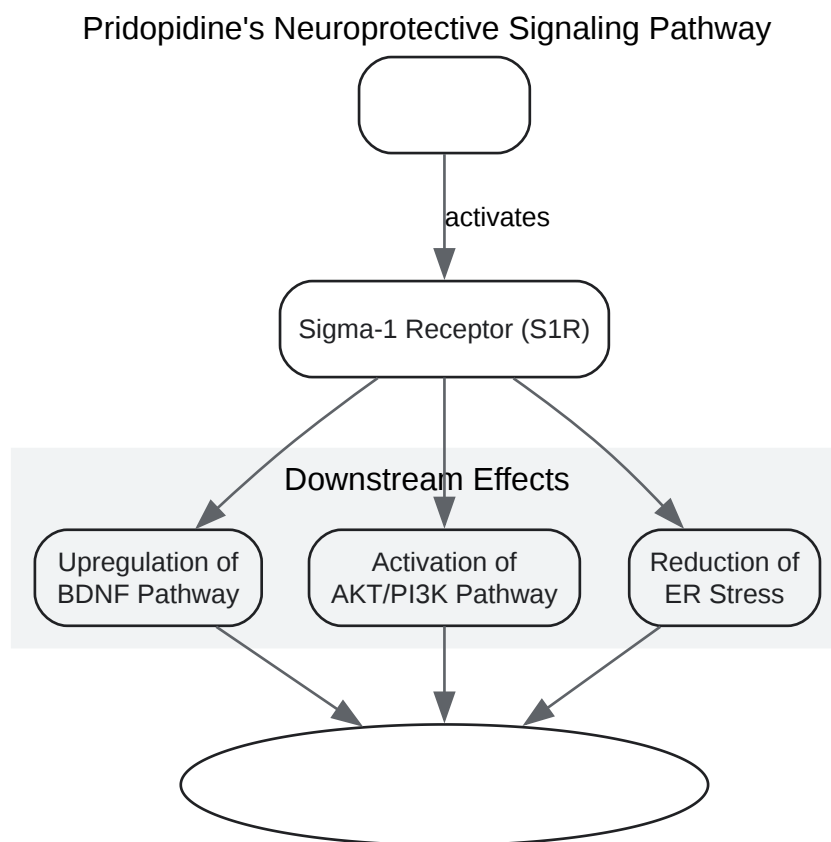 Pridopidine's Neuroprotective Signaling Pathway
activates
Sigma-1 Receptor (S1R)
Downstream Effects
Upregulation of
BDNF Pathway
Activation of
AKT/PI3K Pathway
Reduction of
ER Stress